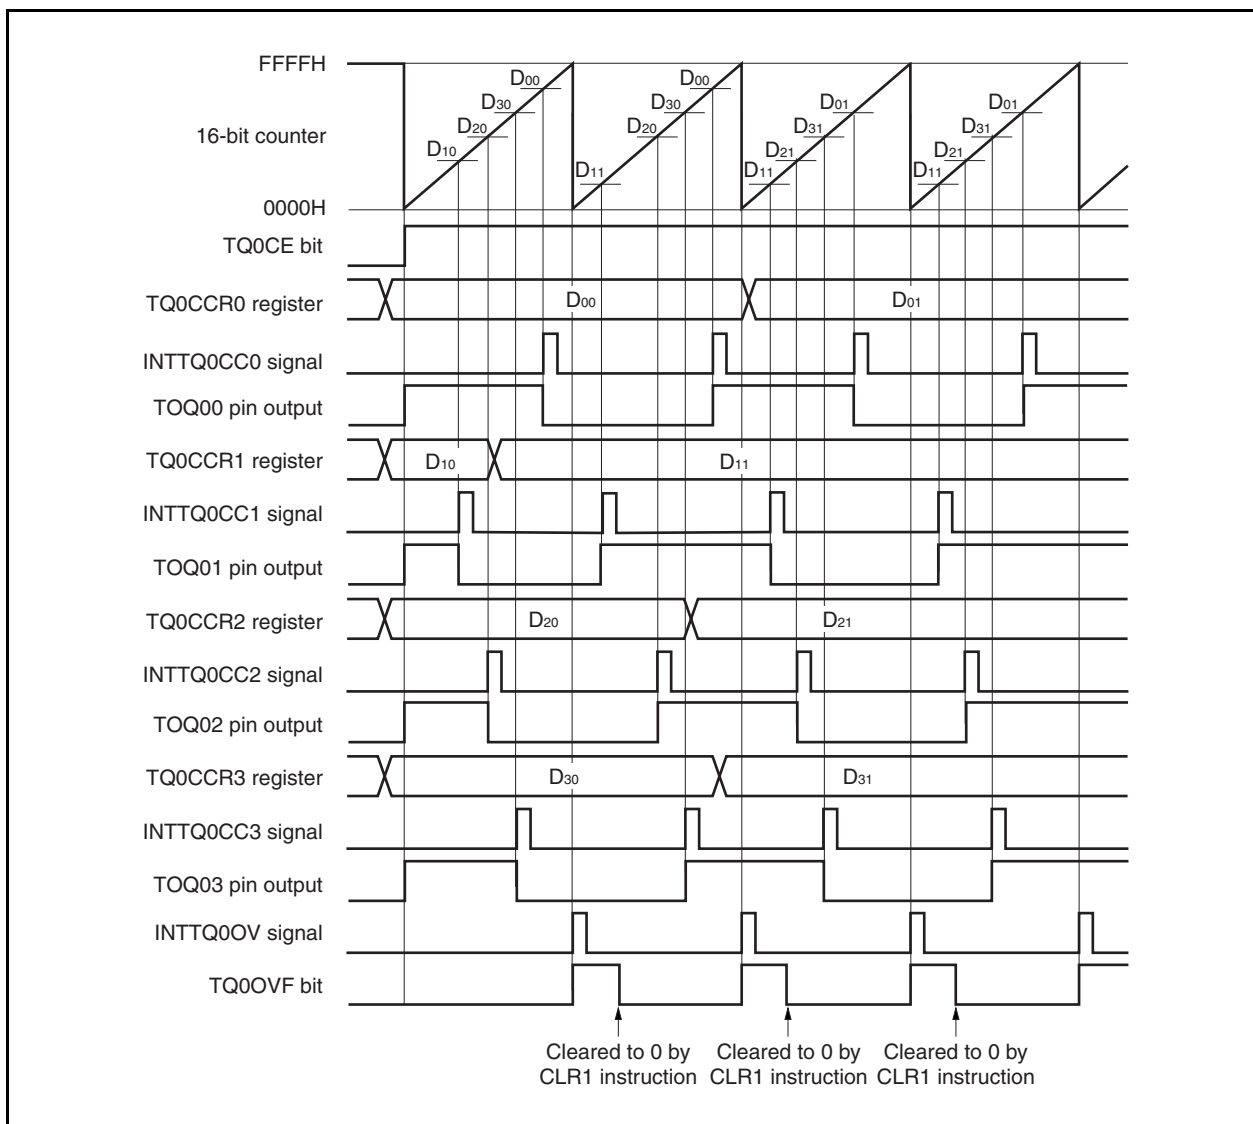 FFFFH
D00
D00
D30
D30
D01
D01
16-bit counter
D20
D20
D31
D31
D10
D21
D21
D11
D11
D11
0000H
TQ0CE bit
TQ0CCR0 register
D00
D01
INTTQ0CC0 signal
TOQ00 pin output
TQ0CCR1 register
D10
D11
INTTQ0CC1 signal
TOQ01 pin output
TQ0CCR2 register
D20
D21
INTTQ0CC2 signal
TOQ02 pin output
TQ0CCR3 register
D30
D31
INTTQ0CC3 signal
TOQ03 pin output
INTTQ0OV signal
TQ0OVF bit
Cleared to 0 by
CLR1 instruction
Cleared to 0 by
CLR1 instruction
Cleared to 0 by
CLR1 instruction